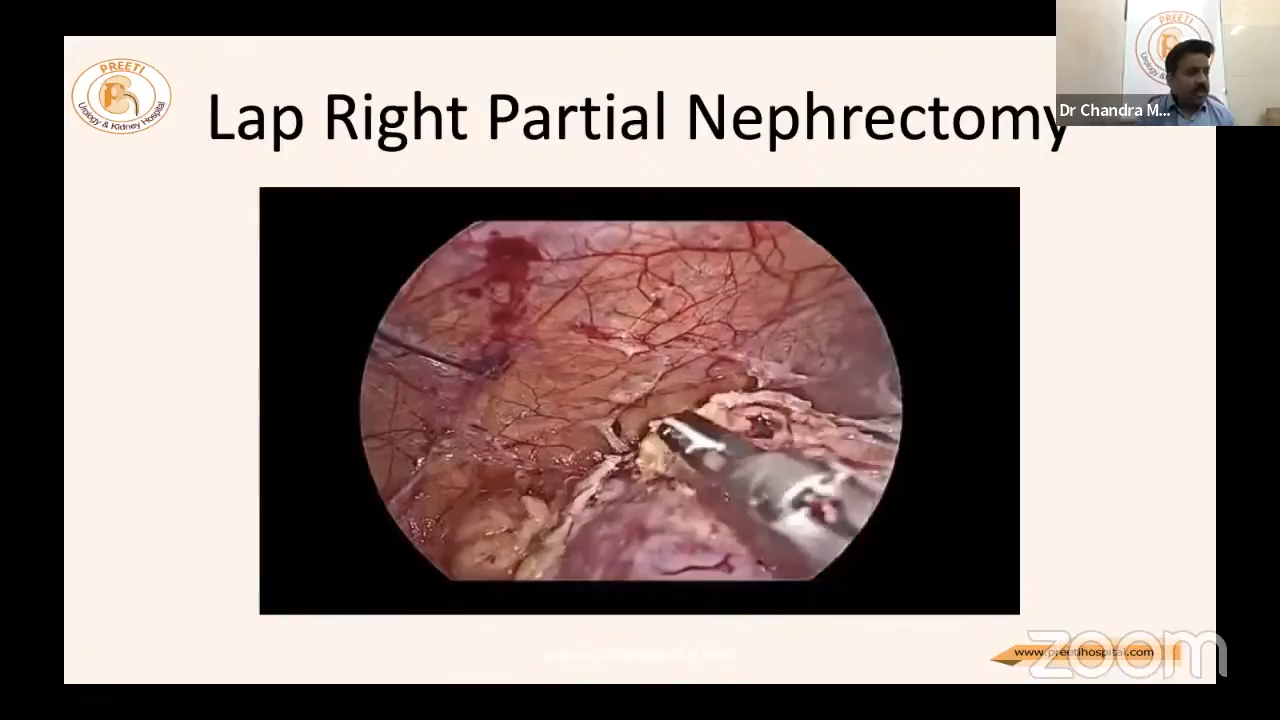 PREETI
Urology & Kidney Hospital
Lap Right Partial Nephrectomy
Dr Chandra M...
www.preetihospital.com
zoom